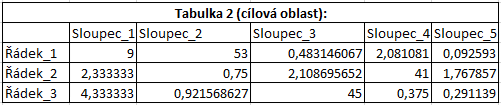 Tabulka 2 (cílová oblast):
Sloupec_1 Sloupec_2 Sloupec_3 Sloupec_4 Sloupec_5
Řádek_1 9 53 0,483146067 2,081081 0,092593
Řádek_2 2,333333 0,75 2,108695652 41 1,767857
Řádek_3 4,333333 0,921568627 45 0,375 0,291139